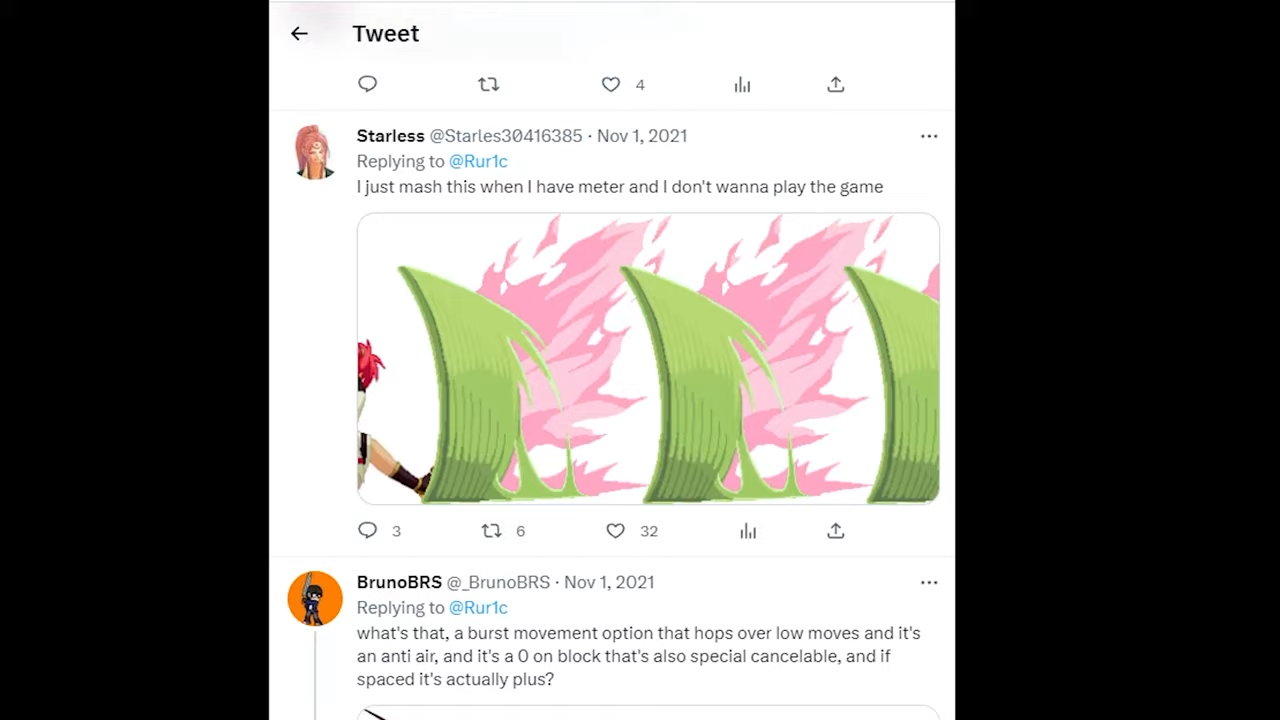 Tweet
4
Starless @Starles30416385 · Nov 1, 2021
Replying to @Rur1c
I just mash this when I have meter and I don't wanna play the game
3 6 32
BrunoBRS @_BrunoBRS · Nov 1, 2021
Replying to @Rur1c
what's that, a burst movement option that hops over low moves and it's
an anti air, and it's a 0 on block that's also special cancelable, and if
spaced it's actually plus?